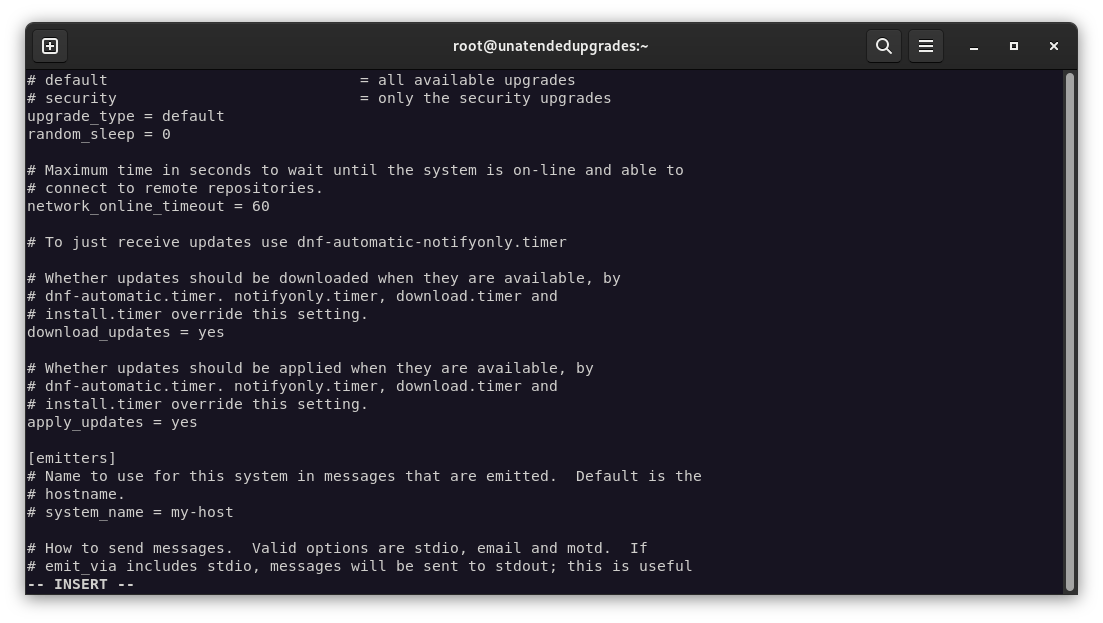 root@unatendedupgrades:~
# default                            = all available upgrades
# security                           = only the security upgrades
upgrade_type = default
random_sleep = 0
# Maximum time in seconds to wait until the system is on-line and able to
# connect to remote repositories.
network_online_timeout = 60
# To just receive updates use dnf-automatic-notifyonly.timer
# Whether updates should be downloaded when they are available, by
# dnf-automatic.timer. notifyonly.timer, download.timer and
# install.timer override this setting.
download_updates = yes
# Whether updates should be applied when they are available, by
# dnf-automatic.timer. notifyonly.timer, download.timer and
# install.timer override this setting.
apply_updates = yes
[emitters]
# Name to use for this system in messages that are emitted.  Default is the
# hostname.
# system_name = my-host
# How to send messages.  Valid options are stdio, email and motd.  If
# emit_via includes stdio, messages will be sent to stdout; this is useful
-- INSERT --